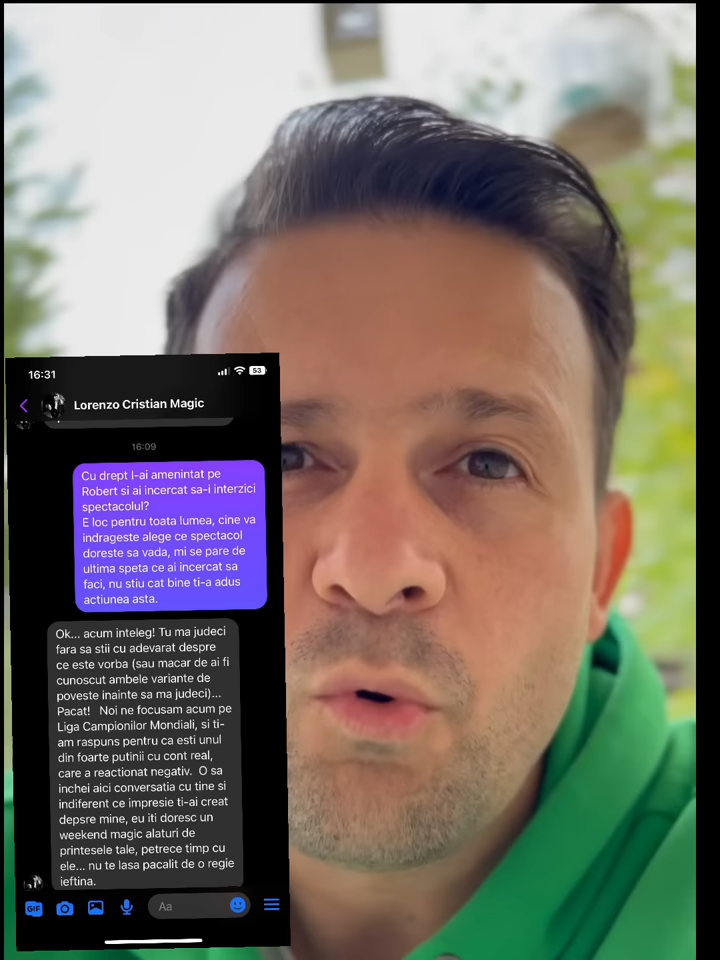 16:31
53
Lorenzo Cristian Magic
16:09
Cu drept l-ai amenintat pe
Robert si ai incercat sa-i interzici
spectacolul?
E loc pentru toata lumea, cine va
indrageste alege ce spectacol
doreste sa vada, mi se pare de
ultima speta ce ai incercat sa
faci, nu stiu cat bine ti-a adus
actiunea asta.
Ok... acum inteleg! Tu ma judeci
fara sa stii cu adevarat despre
ce este vorba (sau macar de ai fi
cunoscut ambele variante de
poveste inainte sa ma judeci)...
Pacat! Noi ne focusam acum pe
Liga Campionilor Mondiali, si ti-
am raspuns pentru ca esti unul
din foarte putinii cu cont real,
care a reactionat negativ. O sa
inchei aici conversatia cu tine si
indiferent ce impresie ti-ai creat
depsre mine, eu iti doresc un
weekend magic alaturi de
printesele tale, petrece timp cu
ele... nu te lasa pacalit de o regie
ieftina.
GIF
Aa